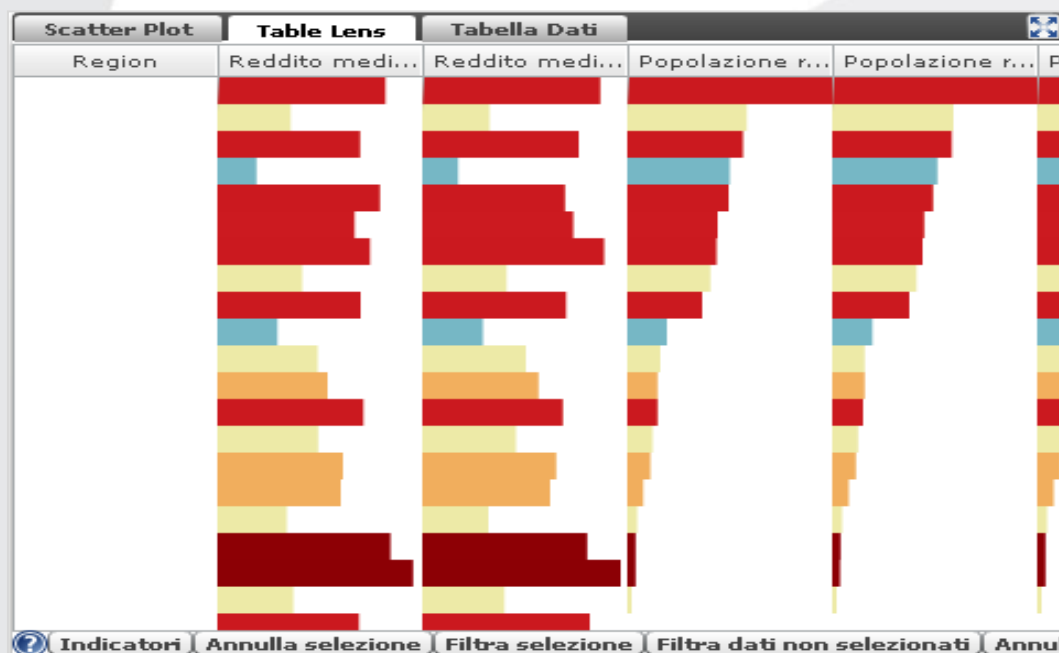 Scatter Plot Table Lens Tabella Dati
Region Reddito medi... Reddito medi... Popolazione r... Popolazione r... P
? Indicatori Annulla selezione Filtra selezione Filtra dati non selezionati Annu